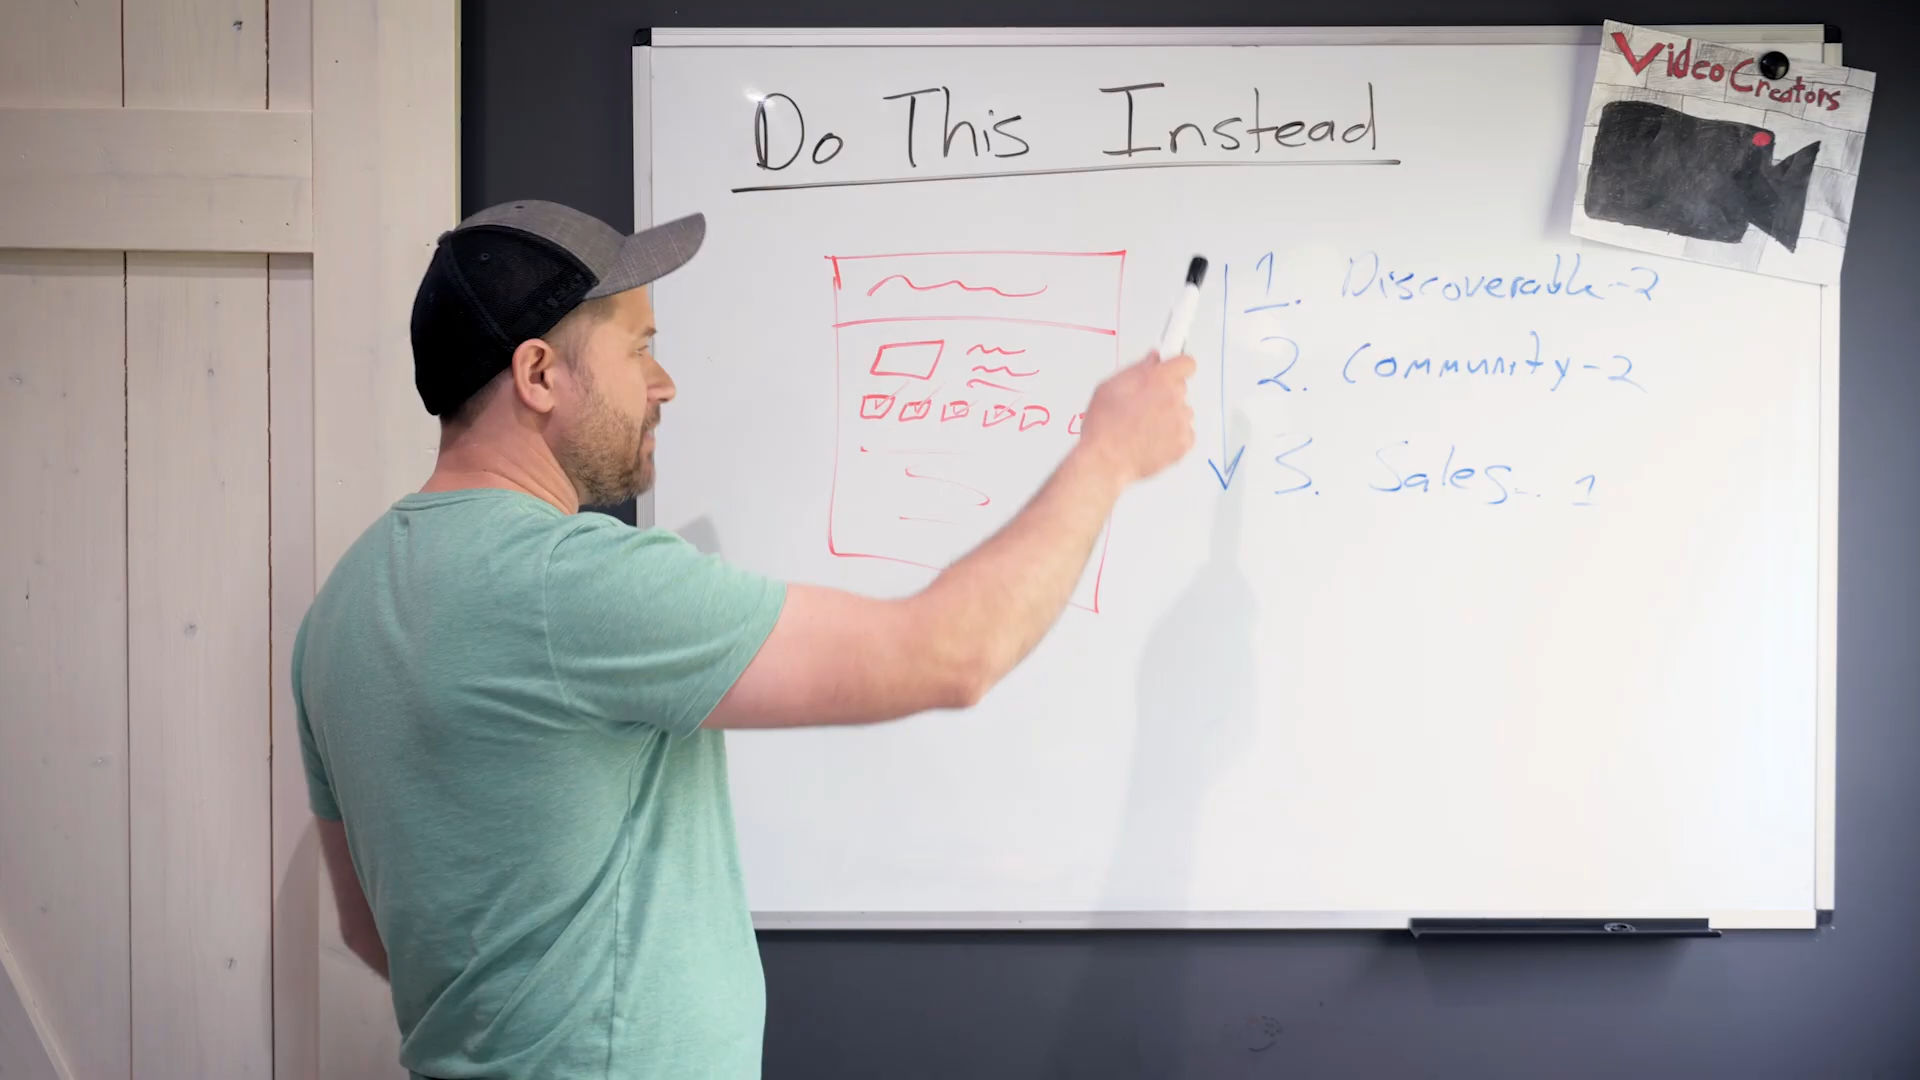 Do This Instead
Video Creators
1. Discoverable - 2
2. Community - 2
3. Sales - 1